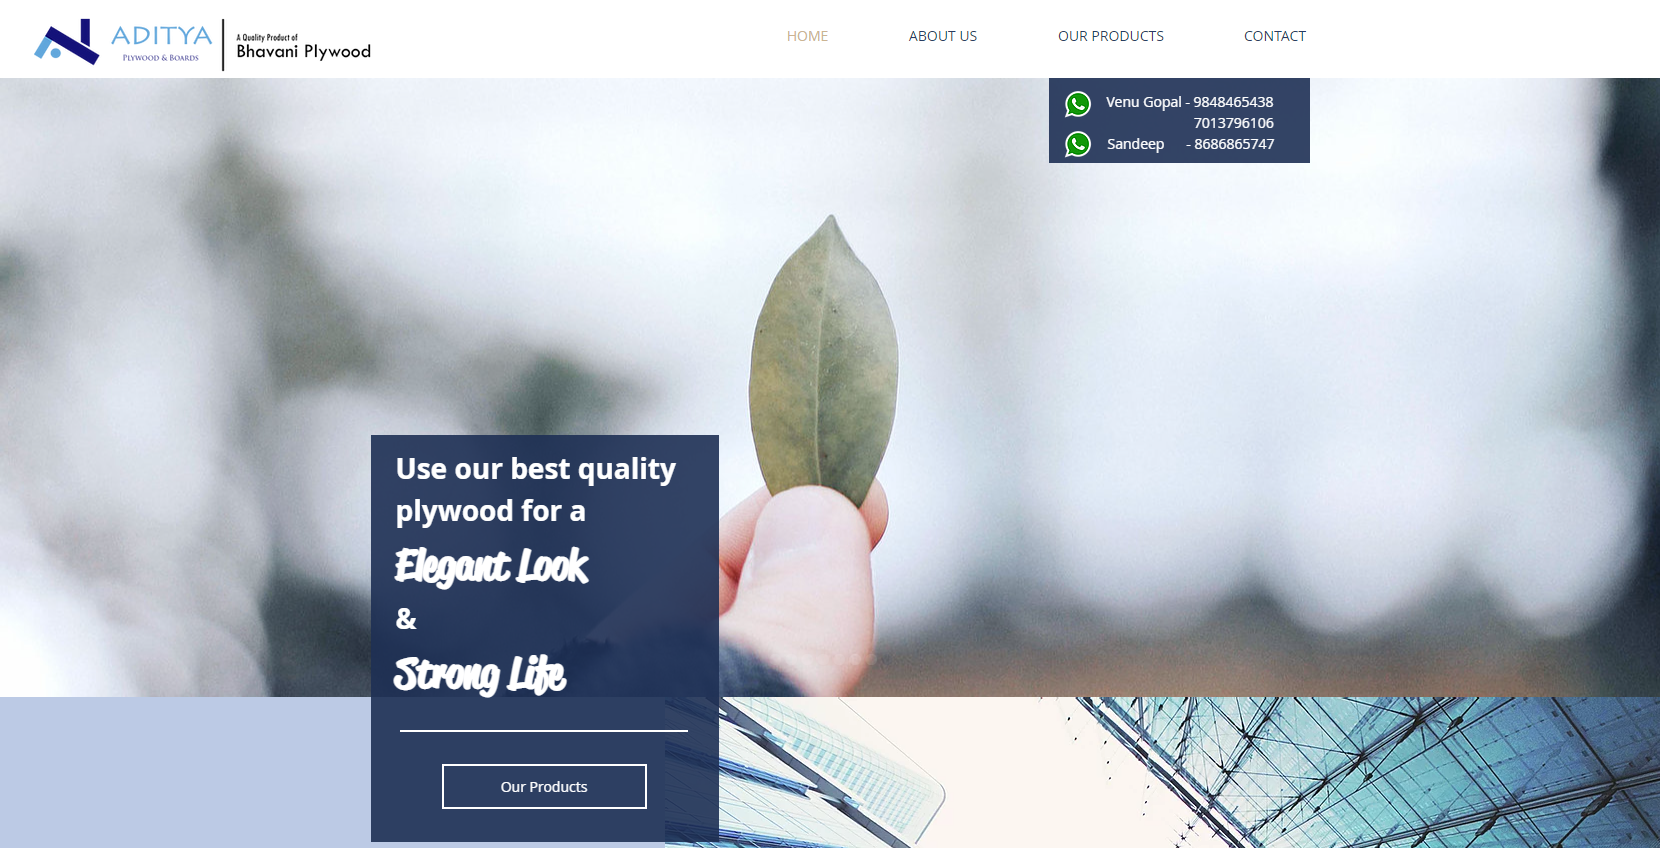 ADITYA
PLYWOOD & BOARDS
A Quality Product of
Bhavani Plywood
HOME
ABOUT US
OUR PRODUCTS
CONTACT
Venu Gopal - 9848465438
7013796106
Sandeep - 8686865747
Use our best quality
plywood for a
Elegant Look
&
Strong Life
Our Products